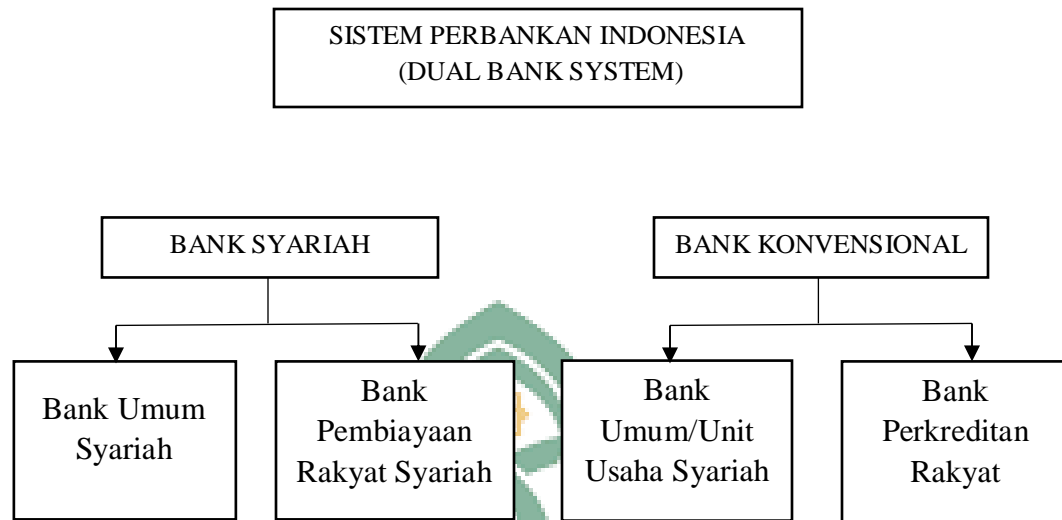 SISTEM PERBANKAN INDONESIA
(DUAL BANK SYSTEM)
BANK SYARIAH
BANK KONVENSIONAL
Bank Umum
Syariah
Bank
Pembiayaan
Rakyat Syariah
Bank
Umum/Unit
Usaha Syariah
Bank
Perkreditan
Rakyat